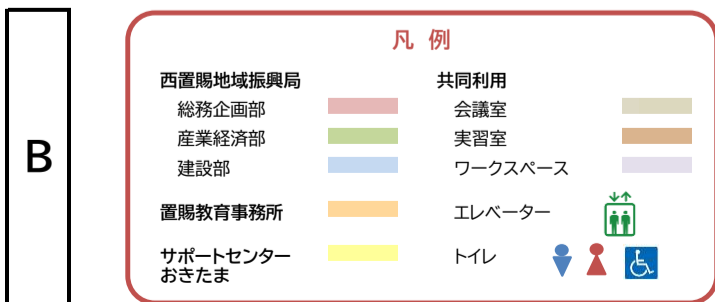 B
凡 例
西置賜地域振興局
総務企画部
産業経済部
建設部
置賜教育事務所
サポートセンター
おきたま
共同利用
会議室
実習室
ワークスペース
エレベーター
トイレ